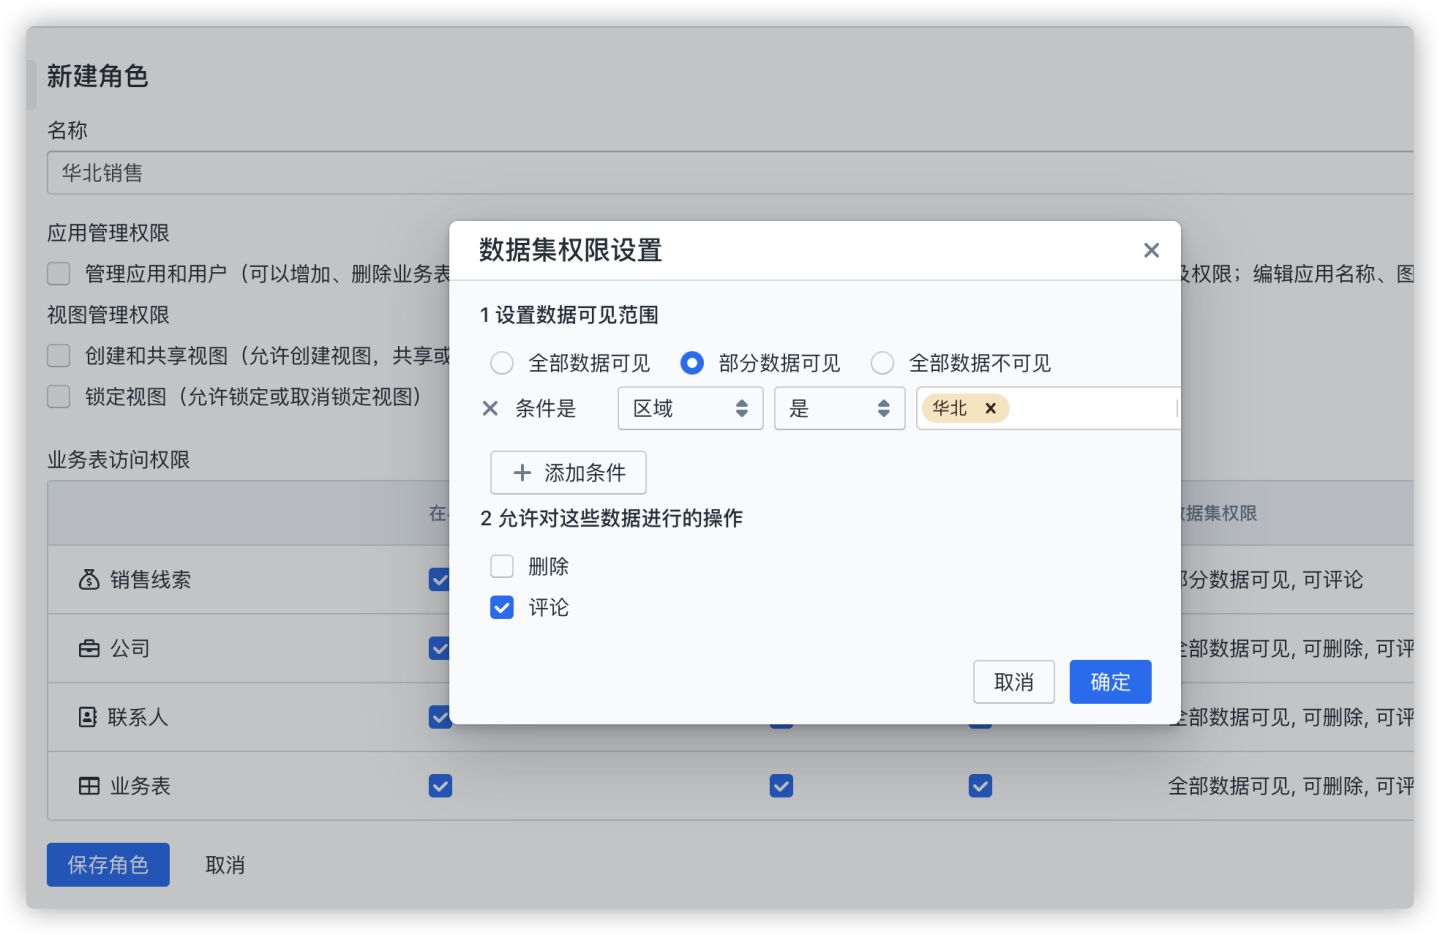 新建角色
名称
华北销售
应用管理权限
管理应用和用户（可以增加、删除业务表
及权限；编辑应用名称、图
视图管理权限
创建和共享视图（允许创建视图，共享或
锁定视图（允许锁定或取消锁定视图）
业务表访问权限
在
数据集权限
销售线索
部分数据可见, 可评论
公司
全部数据可见, 可删除, 可评
联系人
全部数据可见, 可删除, 可评
业务表
全部数据可见, 可删除, 可评
保存角色 取消
数据集权限设置
1 设置数据可见范围
全部数据可见 部分数据可见 全部数据不可见
条件是 区域 是 华北
添加条件
2 允许对这些数据进行的操作
删除
评论
取消 确定